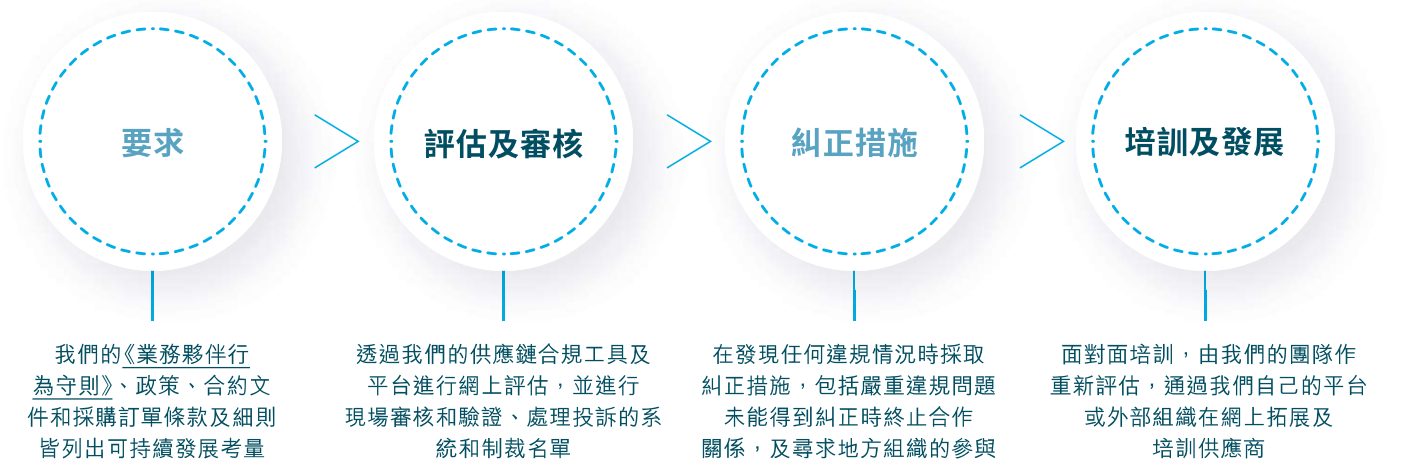 要求
我們的《業務夥伴行
為守則》、政策、合約文
件和採購訂單條款及細則
皆列出可持續發展考量
評估及審核
透過我們的供應鏈合規工具及
平台進行網上評估，並進行
現場審核和驗證、處理投訴的系
統和制裁名單
糾正措施
在發現任何違規情況時採取
糾正措施，包括嚴重違規問題
未能得到糾正時終止合作
關係，及尋求地方組織的參與
培訓及發展
面對面培訓，由我們的團隊作
重新評估，通過我們自己的平台
或外部組織在網上拓展及
培訓供應商